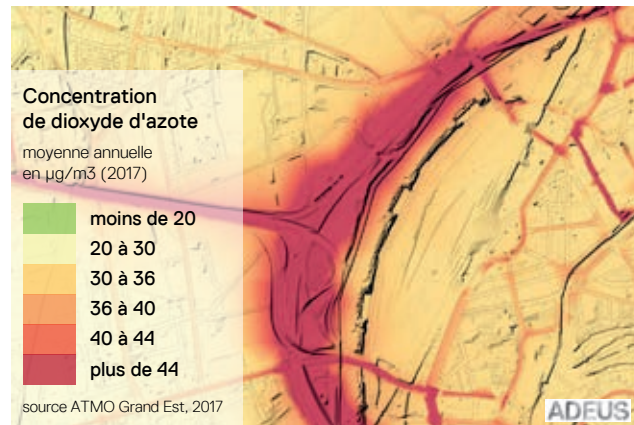 Concentration
de dioxyde d'azote
moyenne annuelle
en µg/m3 (2017)
moins de 20
20 à 30
30 à 36
36 à 40
40 à 44
plus de 44
source ATMO Grand Est, 2017
ADEUS